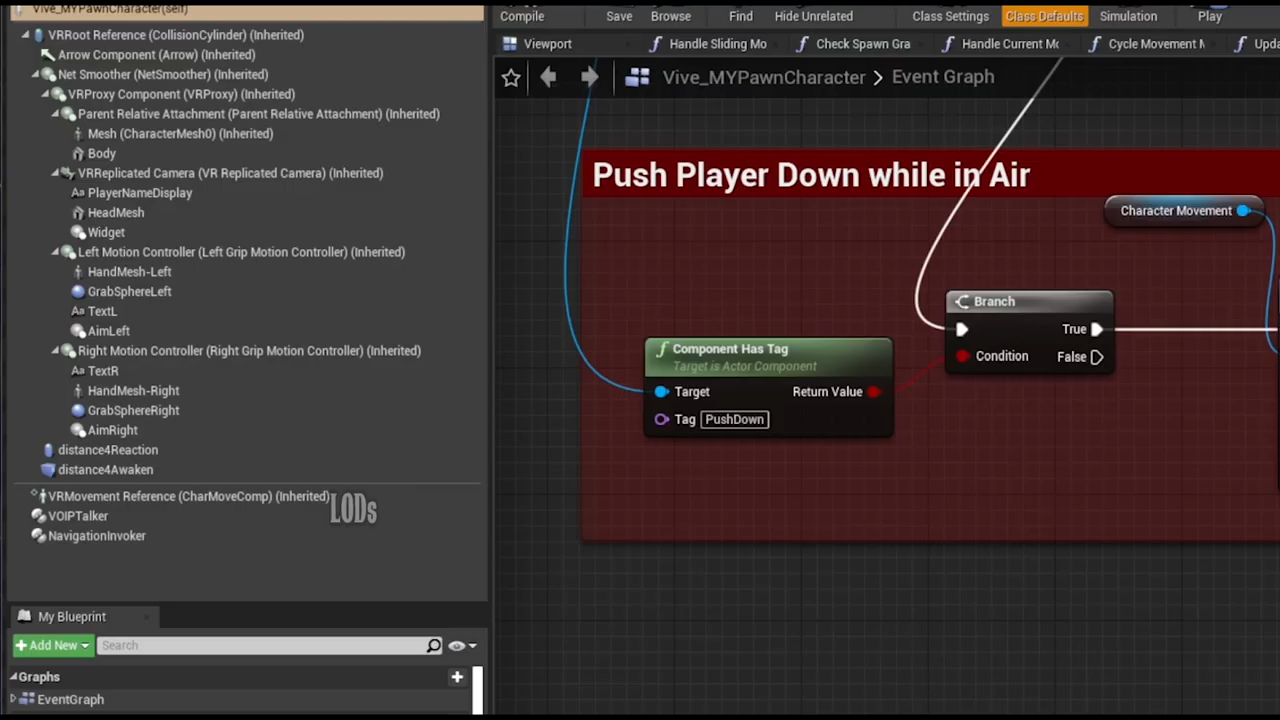 Vive_MYPawnCharacter(self)
VRRoot Reference (CollisionCylinder) (Inherited)
Arrow Component (Arrow) (Inherited)
Net Smoother (NetSmoother) (Inherited)
VRProxy Component (VRProxy) (Inherited)
Parent Relative Attachment (Parent Relative Attachment) (Inherited)
Mesh (CharacterMesh0) (Inherited)
Body
VRReplicated Camera (VR Replicated Camera) (Inherited)
Aa PlayerNameDisplay
HeadMesh
Widget
Left Motion Controller (Left Grip Motion Controller) (Inherited)
HandMesh-Left
GrabSphereLeft
Aa TextL
AimLeft
Right Motion Controller (Right Grip Motion Controller) (Inherited)
Aa TextR
HandMesh-Right
GrabSphereRight
AimRight
distance4Reaction
distance4Awaken
VRMovement Reference (CharMoveComp) (Inherited)
LODs
VOIPTalker
NavigationInvoker
My Blueprint
+ Add New
Search
Graphs
+
EventGraph
Compile Save Browse Find Hide Unrelated Class Settings Class Defaults Simulation Play
Viewport f Handle Sliding Mo f Check Spawn Gra f Handle Current Mc f Cycle Movement M f Upda
Vive_MYPawnCharacter > Event Graph
Push Player Down while in Air
Character Movement
Branch
True
Condition False
f Component Has Tag
Target is Actor Component
Target Return Value
Tag PushDown